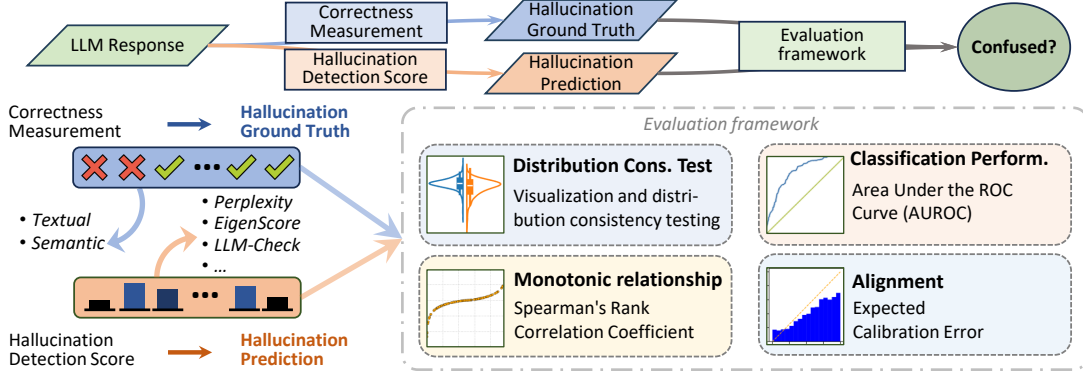 LLM Response
Correctness
Measurement
Hallucination
Detection Score
Hallucination
Ground Truth
Hallucination
Prediction
Evaluation
framework
Confused?
Correctness
Measurement
Hallucination
Ground Truth
• Textual
• Semantic
• Perplexity
• EigenScore
• LLM-Check
• ...
Hallucination
Detection Score
Hallucination
Prediction
Evaluation framework
Distribution Cons. Test
Visualization and distri-
bution consistency testing
Classification Perform.
Area Under the ROC
Curve (AUROC)
Monotonic relationship
Spearman's Rank
Correlation Coefficient
Alignment
Expected
Calibration Error